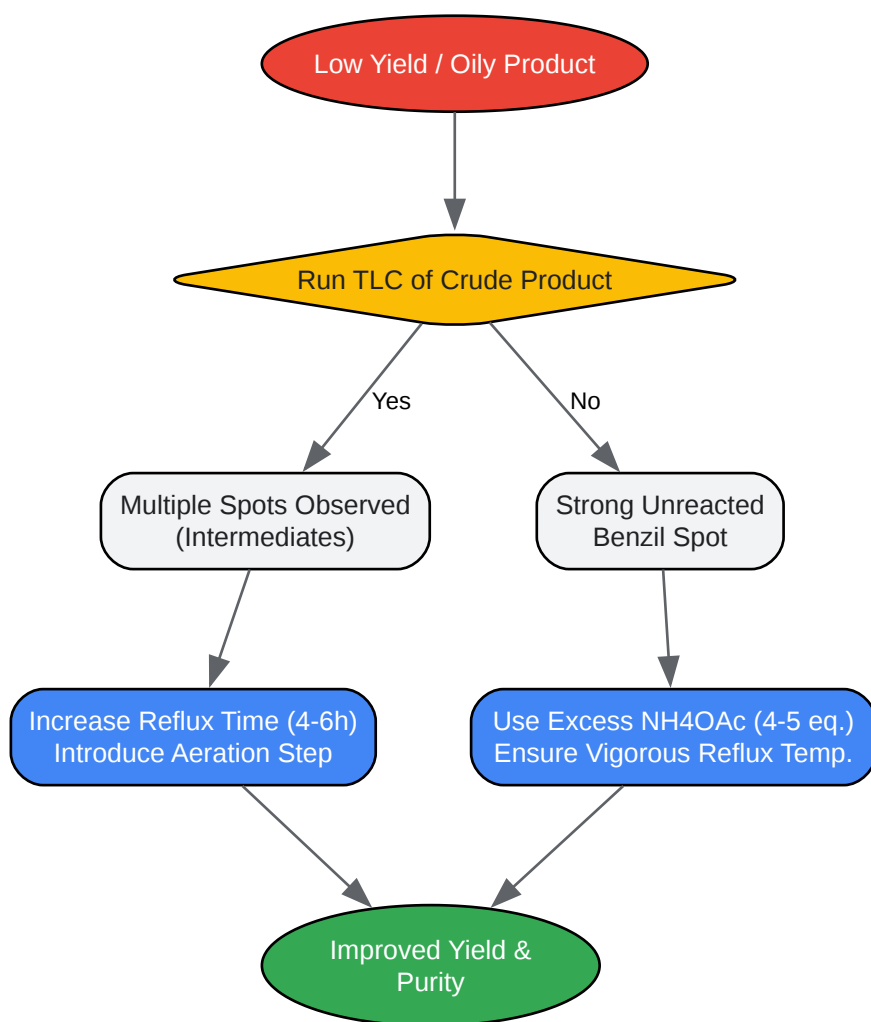 Low Yield / Oily Product
Run TLC of Crude Product
Yes
No
Multiple Spots Observed
(Intermediates)
Strong Unreacted
Benzil Spot
Increase Reflux Time (4-6h)
Introduce Aeration Step
Use Excess NH4OAc (4-5 eq.)
Ensure Vigorous Reflux Temp.
Improved Yield &
Purity